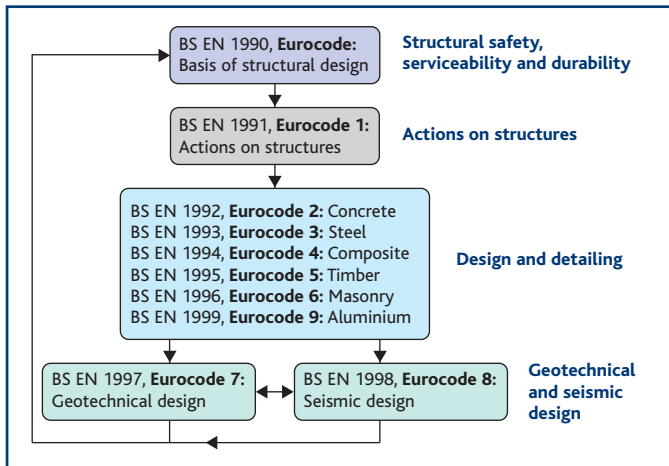 BS EN 1990, Eurocode:
Basis of structural design
Structural safety,
serviceability and durability
BS EN 1991, Eurocode 1:
Actions on structures
Actions on structures
BS EN 1992, Eurocode 2: Concrete
BS EN 1993, Eurocode 3: Steel
BS EN 1994, Eurocode 4: Composite
BS EN 1995, Eurocode 5: Timber
BS EN 1996, Eurocode 6: Masonry
BS EN 1999, Eurocode 9: Aluminium
Design and detailing
BS EN 1997, Eurocode 7:
Geotechnical design
BS EN 1998, Eurocode 8:
Seismic design
Geotechnical
and seismic
design